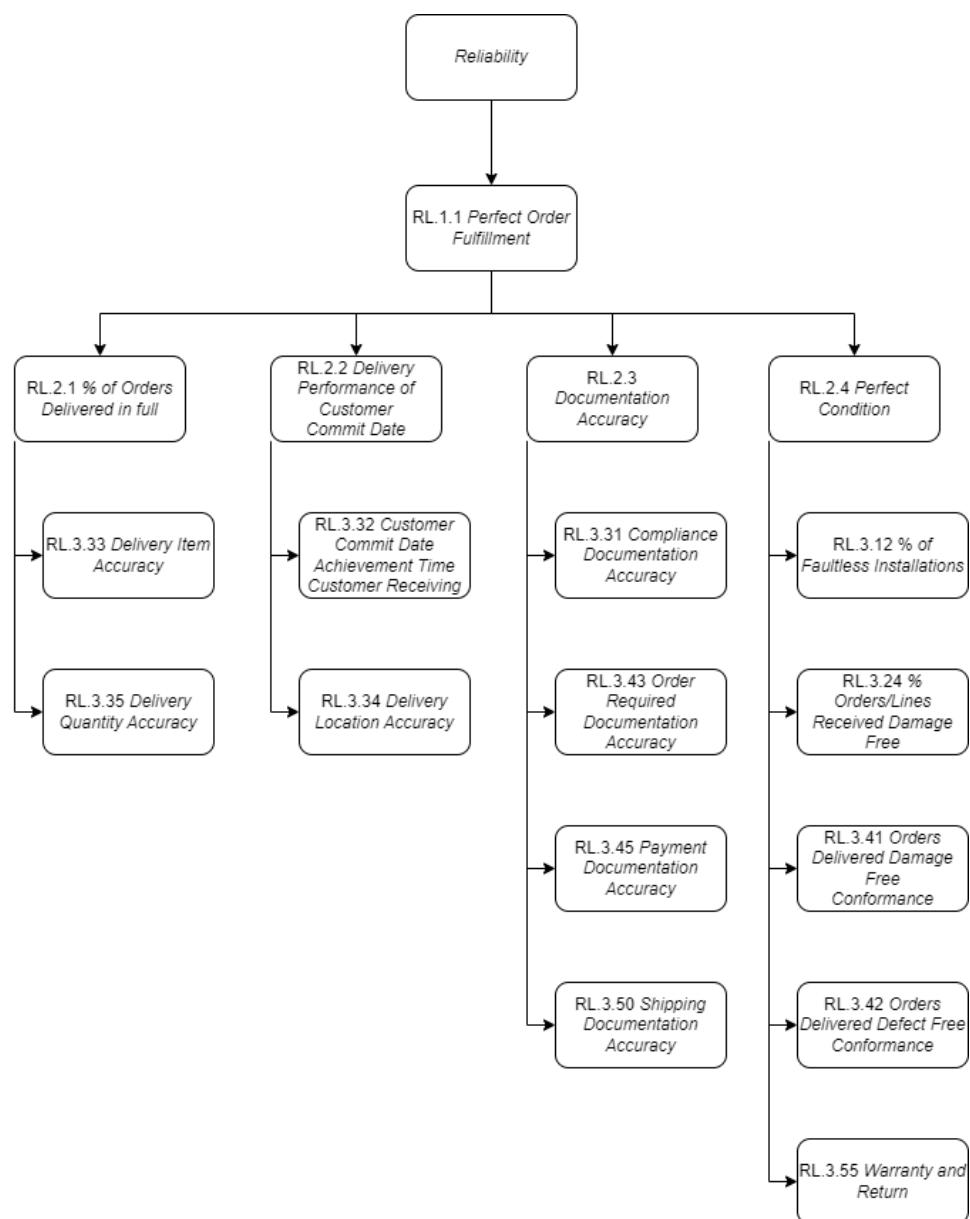 Reliability
RL.1.1 Perfect Order
Fulfillment
RL.2.1 % of Orders
Delivered in full
RL.2.2 Delivery
Performance of
Customer
Commit Date
RL.2.3
Documentation
Accuracy
RL.2.4 Perfect
Condition
RL.3.33 Delivery Item
Accuracy
RL.3.32 Customer
Commit Date
Achievement Time
Customer Receiving
RL.3.31 Compliance
Documentation
Accuracy
RL.3.12 % of
Faultless Installations
RL.3.35 Delivery
Quantity Accuracy
RL.3.34 Delivery
Location Accuracy
RL.3.43 Order
Required
Documentation
Accuracy
RL.3.24 %
Orders/Lines
Received Damage
Free
RL.3.45 Payment
Documentation
Accuracy
RL.3.41 Orders
Delivered Damage
Free
Conformance
RL.3.50 Shipping
Documentation
Accuracy
RL.3.42 Orders
Delivered Defect Free
Conformance
RL.3.55 Warranty and
Return